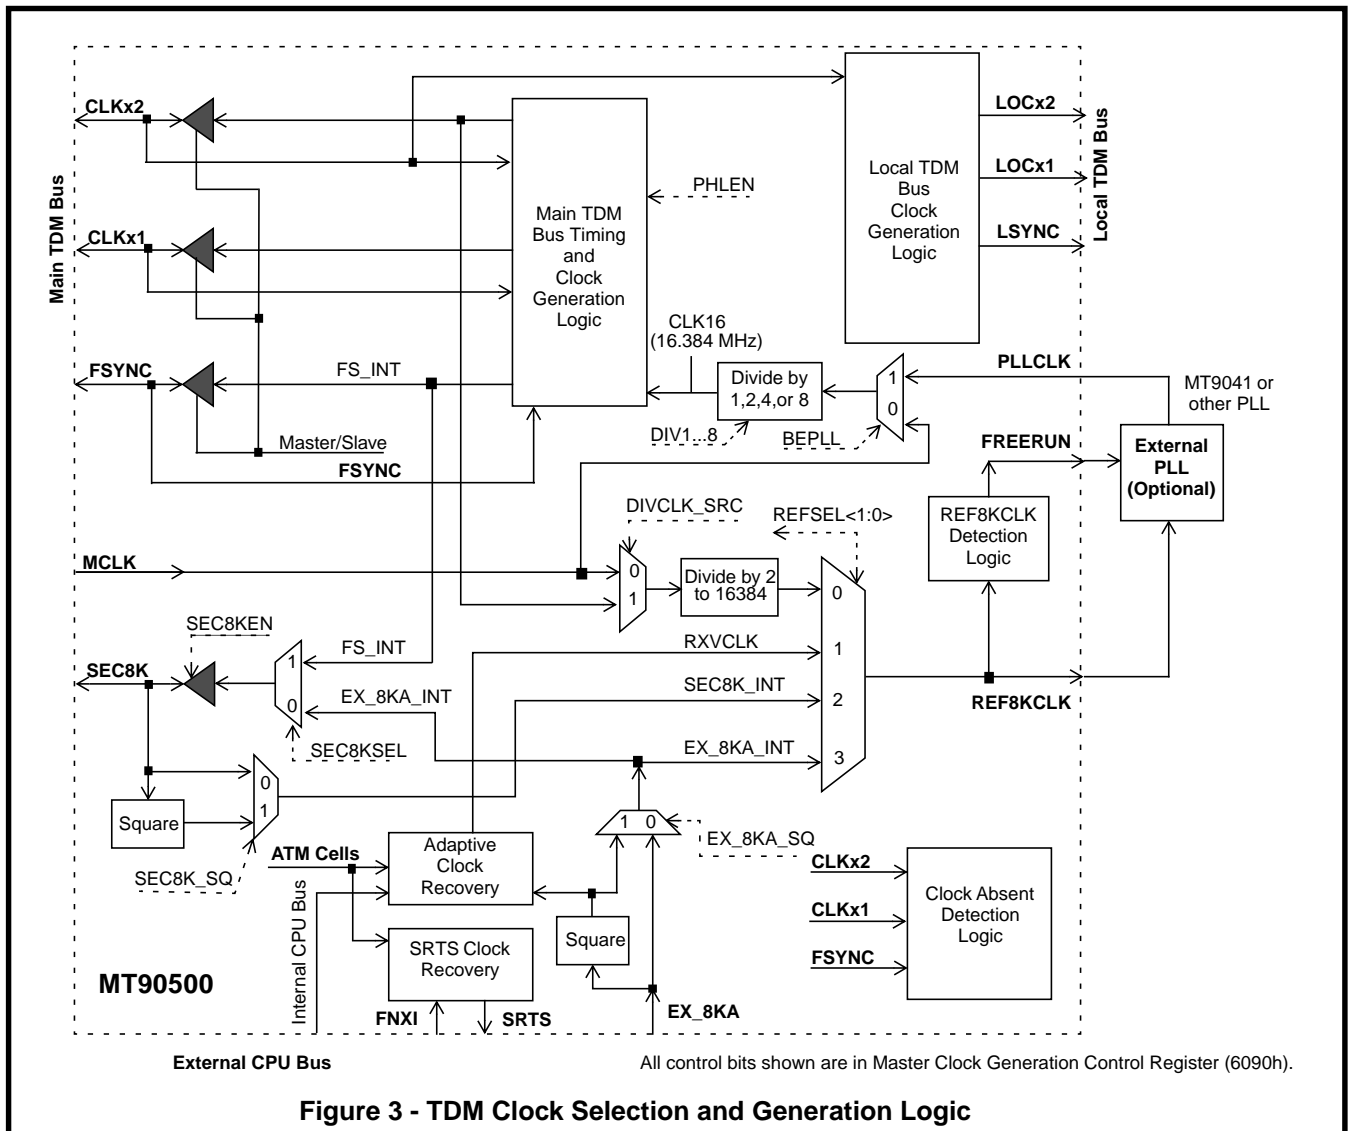 CLKx2
CLKx1
FSYNC
Main TDM Bus
FS_INT
Master/Slave
FSYNC
Main TDM
Bus Timing
and
Clock
Generation
Logic
PHLEN
CLK16
(16.384 MHz)
Divide by
1,2,4,or 8
DIV1...8
BEPLL
1
0
Local TDM
Bus
Clock
Generation
Logic
LOCx2
LOCx1
LSYNC
Local TDM Bus
PLLCLK
MT9041 or
other PLL
FREERUN
External
PLL
(Optional)
REF8KCLK
Detection
Logic
REF8KCLK
MCLK
DIVCLK_SRC
0
1
Divide by 2
to 16384
REFSEL<1:0>
0
1
2
3
RXVCLK
SEC8K_INT
EX_8KA_INT
SEC8KEN
SEC8K
1
0
FS_INT
EX_8KA_INT
SEC8KSEL
0
1
Square
SEC8K_SQ
ATM Cells
Internal CPU Bus
Adaptive
Clock
Recovery
SRTS Clock
Recovery
FNXI
SRTS
1 0
EX_8KA_SQ
Square
EX_8KA
CLKx2
CLKx1
FSYNC
Clock Absent
Detection
Logic
MT90500
External CPU Bus
All control bits shown are in Master Clock Generation Control Register (6090h).
Figure 3 - TDM Clock Selection and Generation Logic